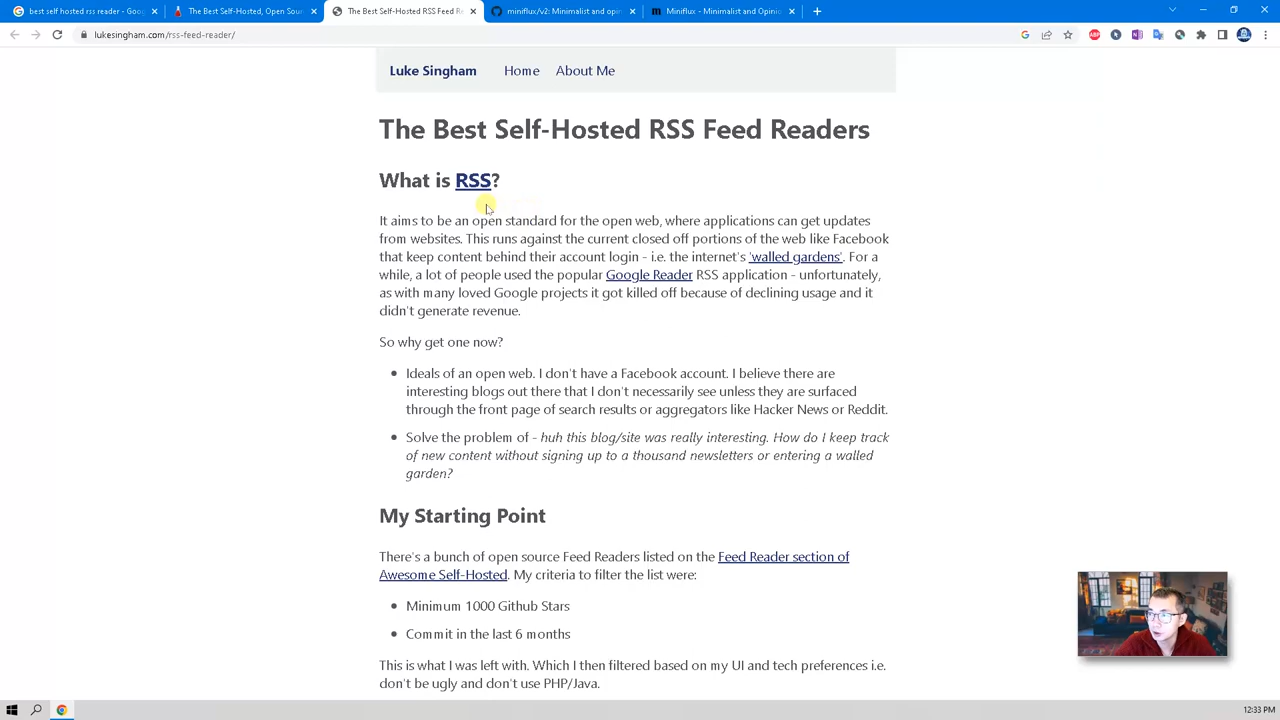 best self hosted rss reader - Goog
The Best Self-Hosted, Open Sour
The Best Self-Hosted RSS Feed Re
miniflux/v2: Minimalist and opin
Miniflux - Minimalist and Opinio
lukesingham.com/rss-feed-reader/
Luke Singham Home About Me
The Best Self-Hosted RSS Feed Readers
What is RSS?
It aims to be an open standard for the open web, where applications can get updates
from websites. This runs against the current closed off portions of the web like Facebook
that keep content behind their account login - i.e. the internet's 'walled gardens'. For a
while, a lot of people used the popular Google Reader RSS application - unfortunately,
as with many loved Google projects it got killed off because of declining usage and it
didn't generate revenue.
So why get one now?
Ideals of an open web. I don't have a Facebook account. I believe there are
interesting blogs out there that I don't necessarily see unless they are surfaced
through the front page of search results or aggregators like Hacker News or Reddit.
Solve the problem of - huh this blog/site was really interesting. How do I keep track
of new content without signing up to a thousand newsletters or entering a walled
garden?
My Starting Point
There's a bunch of open source Feed Readers listed on the Feed Reader section of
Awesome Self-Hosted. My criteria to filter the list were:
Minimum 1000 Github Stars
Commit in the last 6 months
This is what I was left with. Which I then filtered based on my UI and tech preferences i.e.
don't be ugly and don't use PHP/Java.
12:33 PM